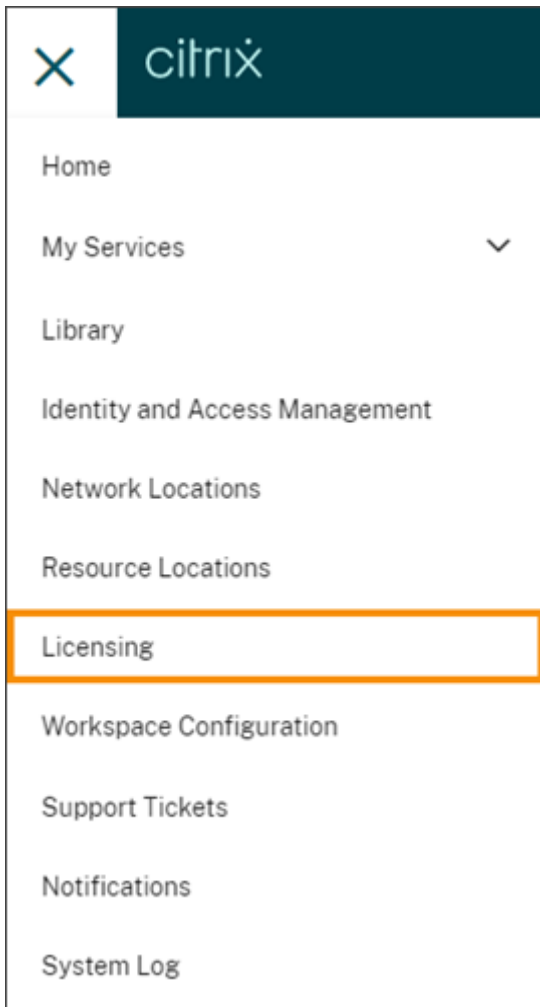 citrix
Home
My Services
Library
Identity and Access Management
Network Locations
Resource Locations
Licensing
Workspace Configuration
Support Tickets
Notifications
System Log